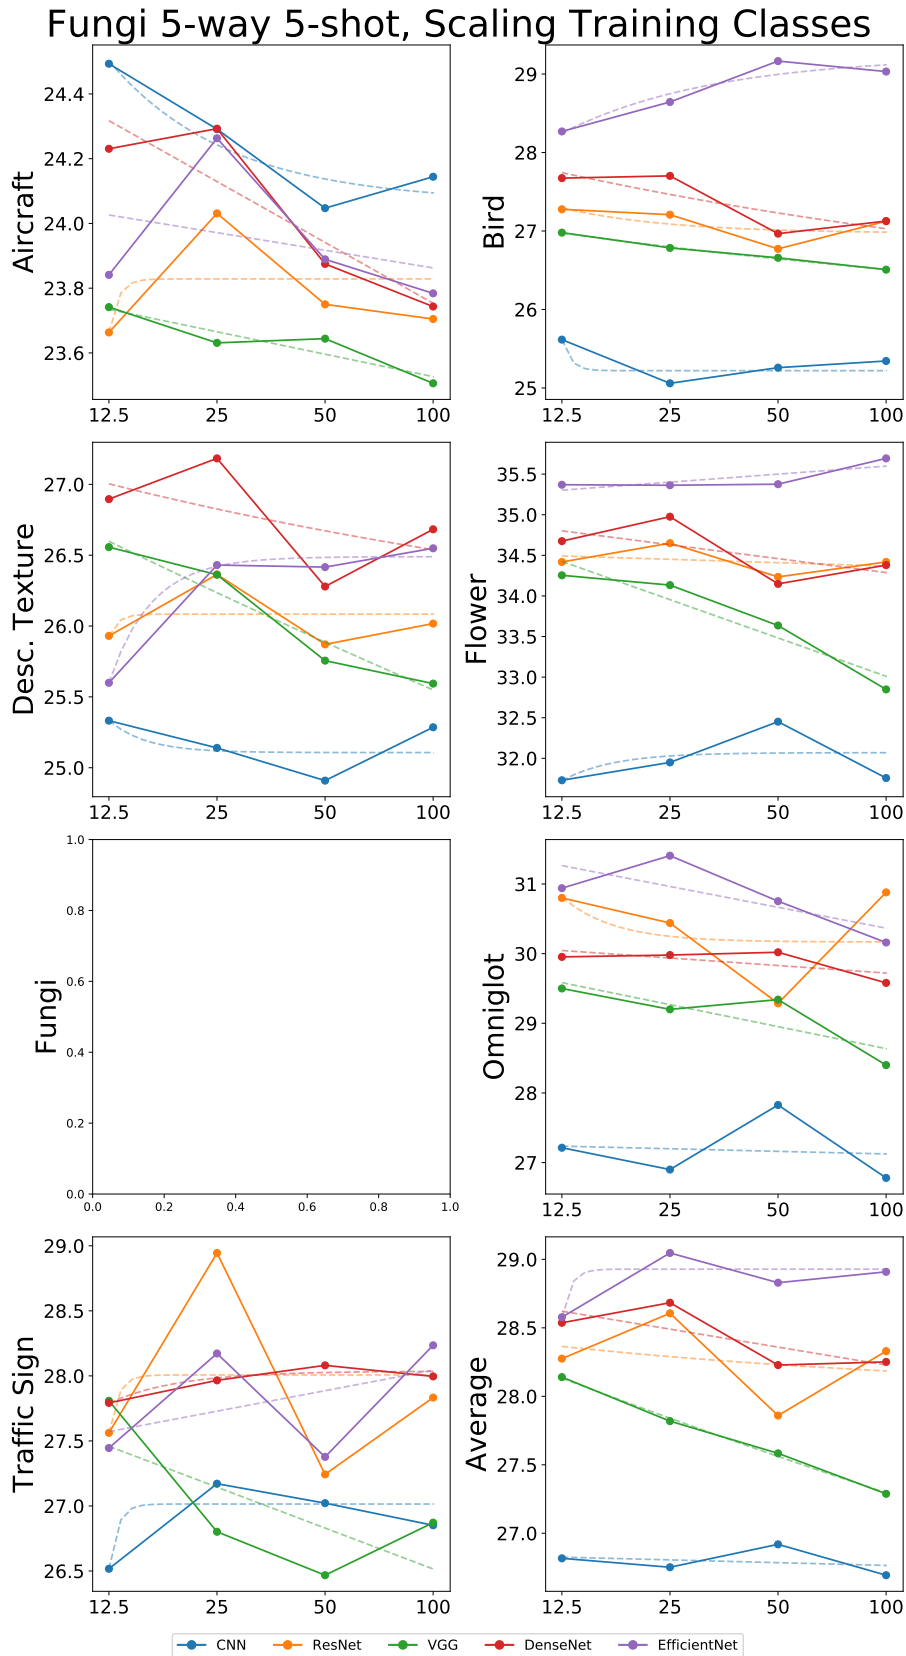 Fungi 5-way 5-shot, Scaling Training Classes
Aircraft
24.4
24.2
24.0
23.8
23.6
12.5 25 50 100
Bird
29
28
27
26
25
12.5 25 50 100
Desc. Texture
27.0
26.5
26.0
25.5
25.0
12.5 25 50 100
Flower
35.5
35.0
34.5
34.0
33.5
33.0
32.5
32.0
12.5 25 50 100
Fungi
1.0
0.8
0.6
0.4
0.2
0.0
0.0 0.2 0.4 0.6 0.8 1.0
Omniglot
31
30
29
28
27
12.5 25 50 100
Traffic Sign
29.0
28.5
28.0
27.5
27.0
26.5
12.5 25 50 100
Average
29.0
28.5
28.0
27.5
27.0
12.5 25 50 100
CNN ResNet VGG DenseNet EfficientNet